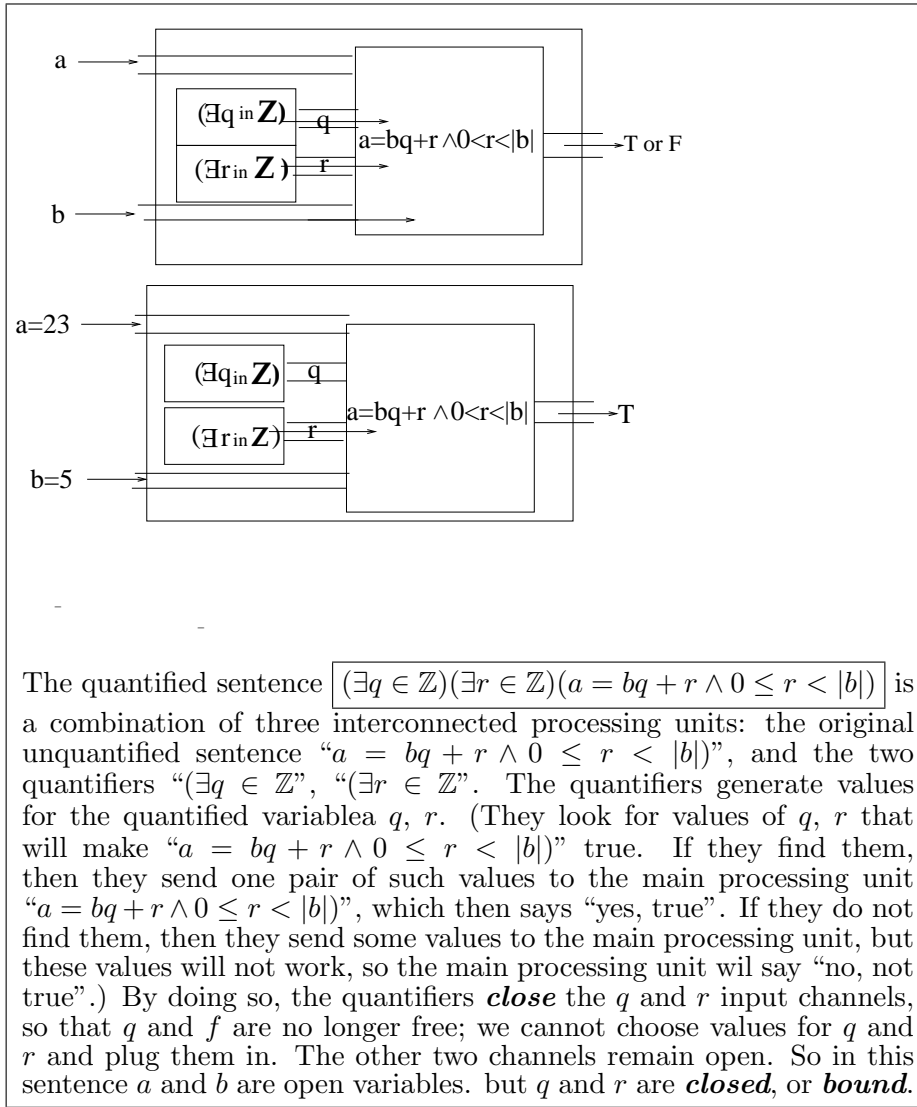 a
(∃q in Z)
q
a=bq+r ∧0<r<|b|
T or F
(∃r in Z)
r
b
a=23
(∃q in Z)
q
a=bq+r ∧0<r<|b|
T
(∃r in Z)
r
b=5
The quantified sentence (∃q ∈ ℤ)(∃r ∈ ℤ)(a = bq + r ∧ 0 ≤ r < |b|) is
a combination of three interconnected processing units: the original
unquantified sentence “a = bq + r ∧ 0 ≤ r < |b|)”, and the two
quantifiers “(∃q ∈ ℤ”, “(∃r ∈ ℤ”. The quantifiers generate values
for the quantified variablea q, r. (They look for values of q, r that
will make “a = bq + r ∧ 0 ≤ r < |b|)” true. If they find them,
then they send one pair of such values to the main processing unit
“a = bq + r ∧ 0 ≤ r < |b|)”, which then says “yes, true”. If they do not
find them, then they send some values to the main processing unit, but
these values will not work, so the main processing unit wil say “no, not
true”.) By doing so, the quantifiers close the q and r input channels,
so that q and f are no longer free; we cannot choose values for q and
r and plug them in. The other two channels remain open. So in this
sentence a and b are open variables. but q and r are closed, or bound.